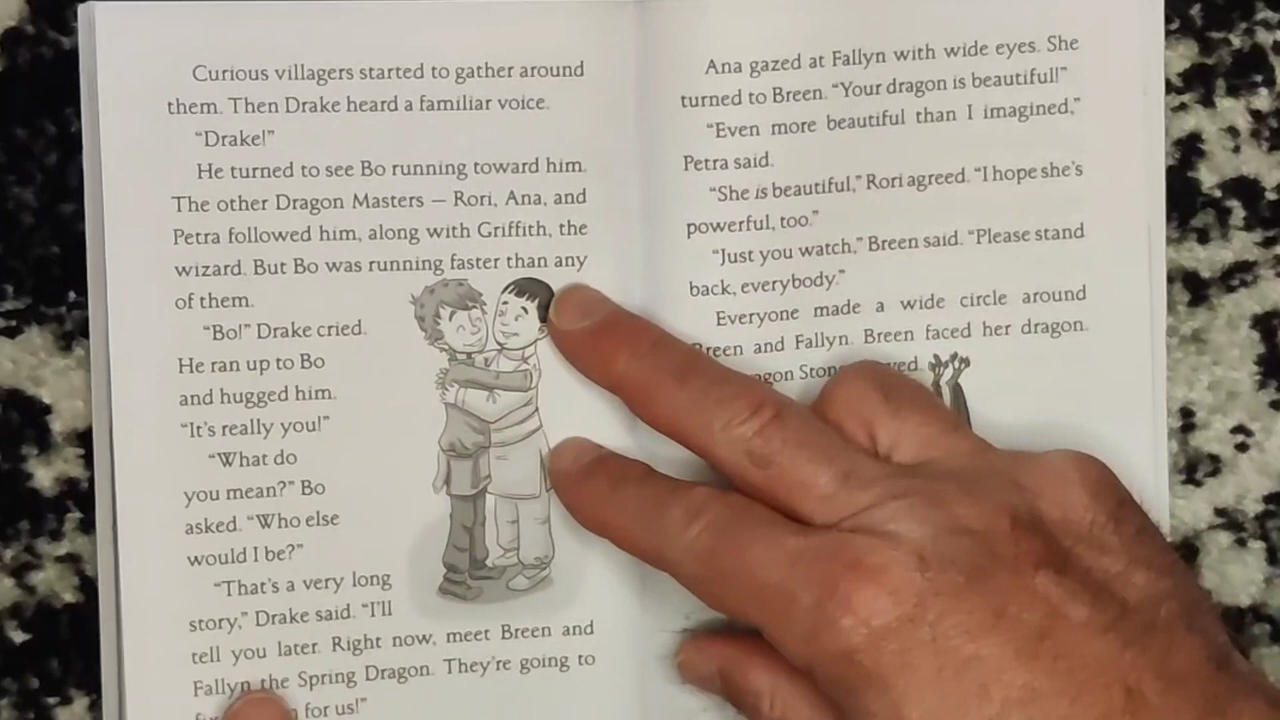 Curious villagers started to gather around
them. Then Drake heard a familiar voice.
“Drake!”
He turned to see Bo running toward him.
The other Dragon Masters — Rori, Ana, and
Petra followed him, along with Griffith, the
wizard. But Bo was running faster than any
of them.
“Bo!” Drake cried.
He ran up to Bo
and hugged him.
“It’s really you!”
“What do
you mean?” Bo
asked. “Who else
would I be?”
“That’s a very long
story,” Drake said. “I’ll
tell you later. Right now, meet Breen and
Fallyn the Spring Dragon. They’re going to
for us!”
Ana gazed at Fallyn with wide eyes. She
turned to Breen. “Your dragon is beautiful!”
“Even more beautiful than I imagined,”
Petra said.
“She is beautiful,” Rori agreed. “I hope she’s
powerful, too.”
“Just you watch,” Breen said. “Please stand
back, everybody.”
Everyone made a wide circle around
Breen and Fallyn. Breen faced her dragon.